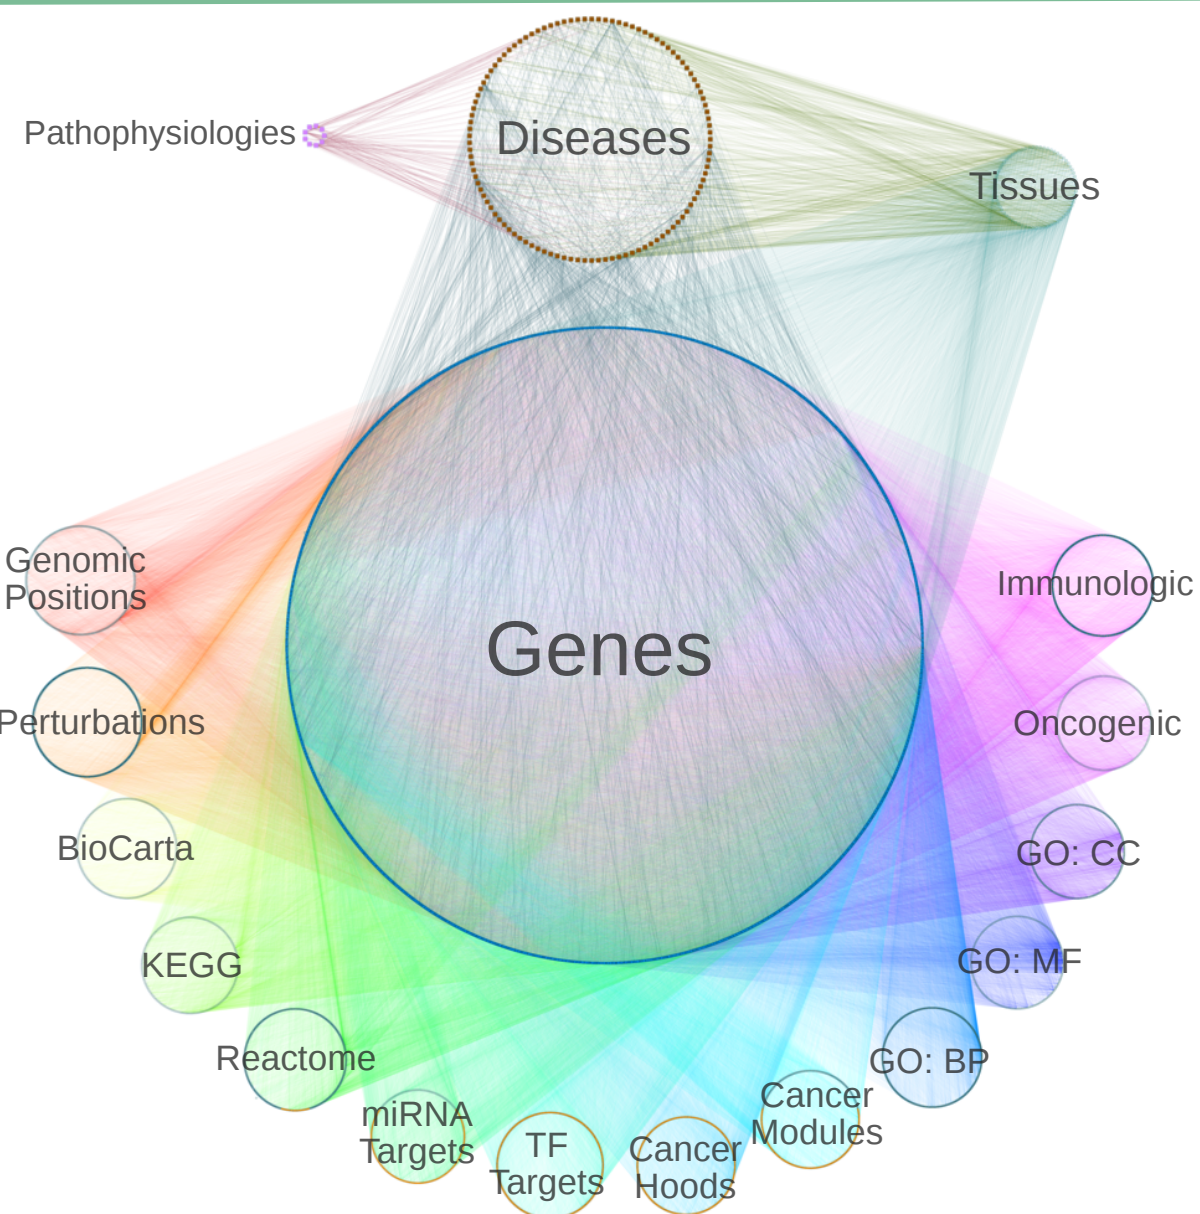 Diseases
Pathophysiologies
Tissues
Genes
Genomic
Positions
Immunologic
Perturbations
Oncogenic
BioCarta
GO: CC
KEGG
GO: MF
Reactome
GO: BP
miRNA
Targets
TF
Targets
Cancer
Hoods
Cancer
Modules